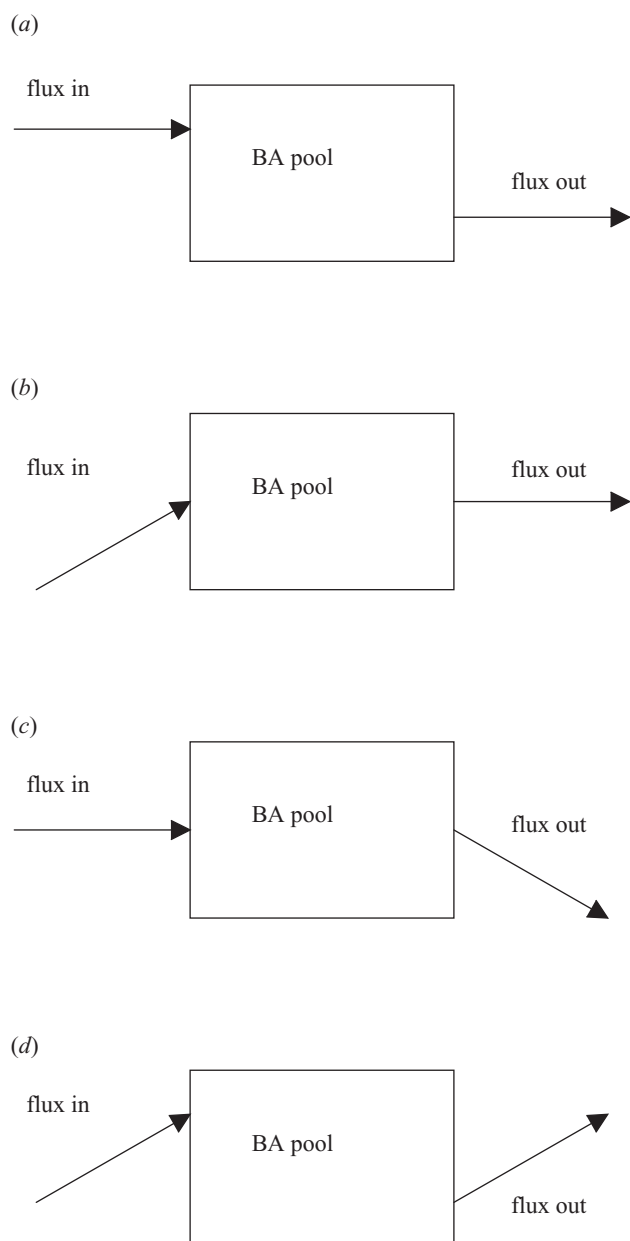 (a)
flux in
BA pool
flux out
(b)
flux in
BA pool
flux out
(c)
flux in
BA pool
flux out
(d)
flux in
BA pool
flux out